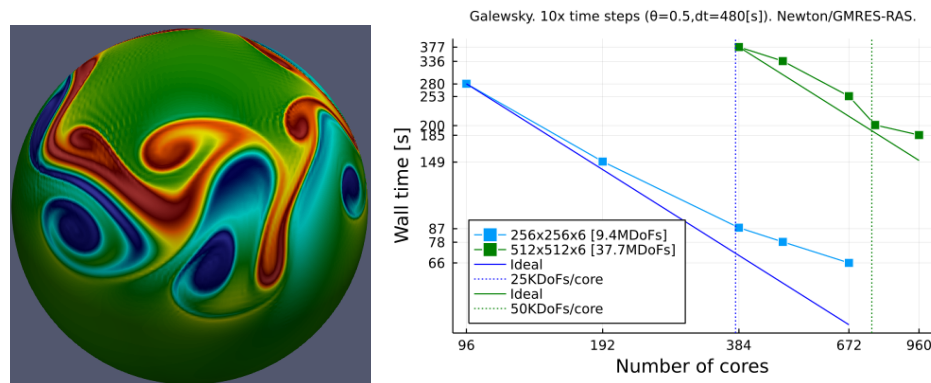 Galewsky. 10x time steps (θ=0.5,dt=480[s]). Newton/GMRES-RAS.
Wall time [s]
377
336
280
253
200
185
149
87
78
66
256x256x6 [9.4MDoFs]
512x512x6 [37.7MDoFs]
Ideal
25KDoFs/core
Ideal
50KDoFs/core
96
192
384
672
960
Number of cores